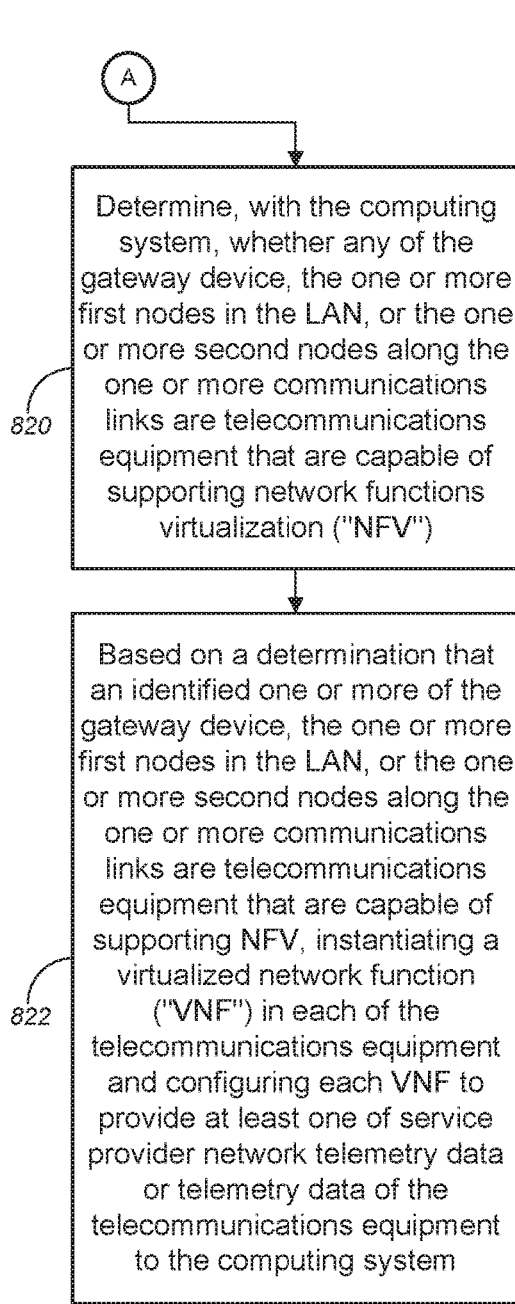 A
Determine, with the computing
system, whether any of the
gateway device, the one or more
first nodes in the LAN, or the one
or more second nodes along the
one or more communications
links are telecommunications
equipment that are capable of
supporting network functions
virtualization ("NFV")
820
Based on a determination that
an identified one or more of the
gateway device, the one or more
first nodes in the LAN, or the one
or more second nodes along the
one or more communications
links are telecommunications
equipment that are capable of
supporting NFV, instantiating a
virtualized network function
("VNF") in each of the
telecommunications equipment
and configuring each VNF to
provide at least one of service
provider network telemetry data
or telemetry data of the
telecommunications equipment
to the computing system
822